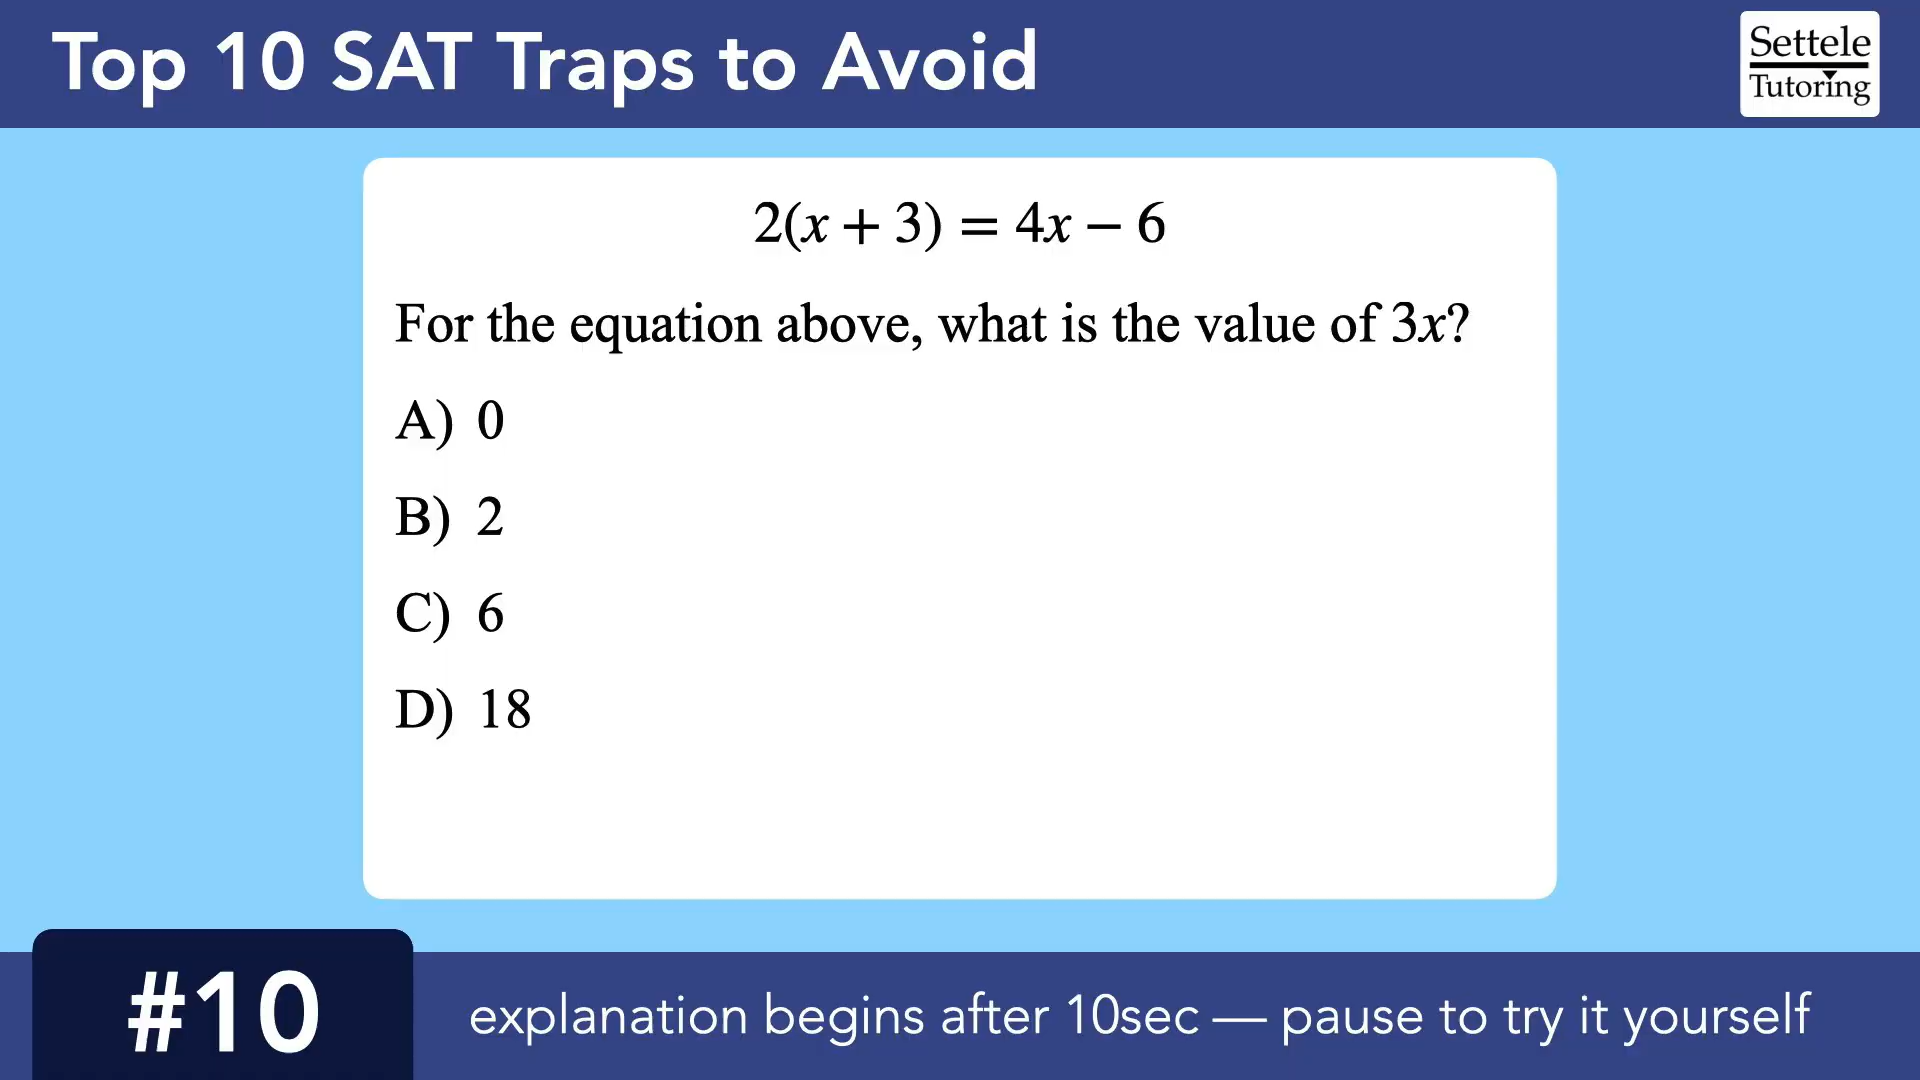 Top 10 SAT Traps to Avoid
Settele
Tutoring
2(x + 3) = 4x – 6
For the equation above, what is the value of 3x?
A) 0
B) 2
C) 6
D) 18
#10
explanation begins after 10sec — pause to try it yourself